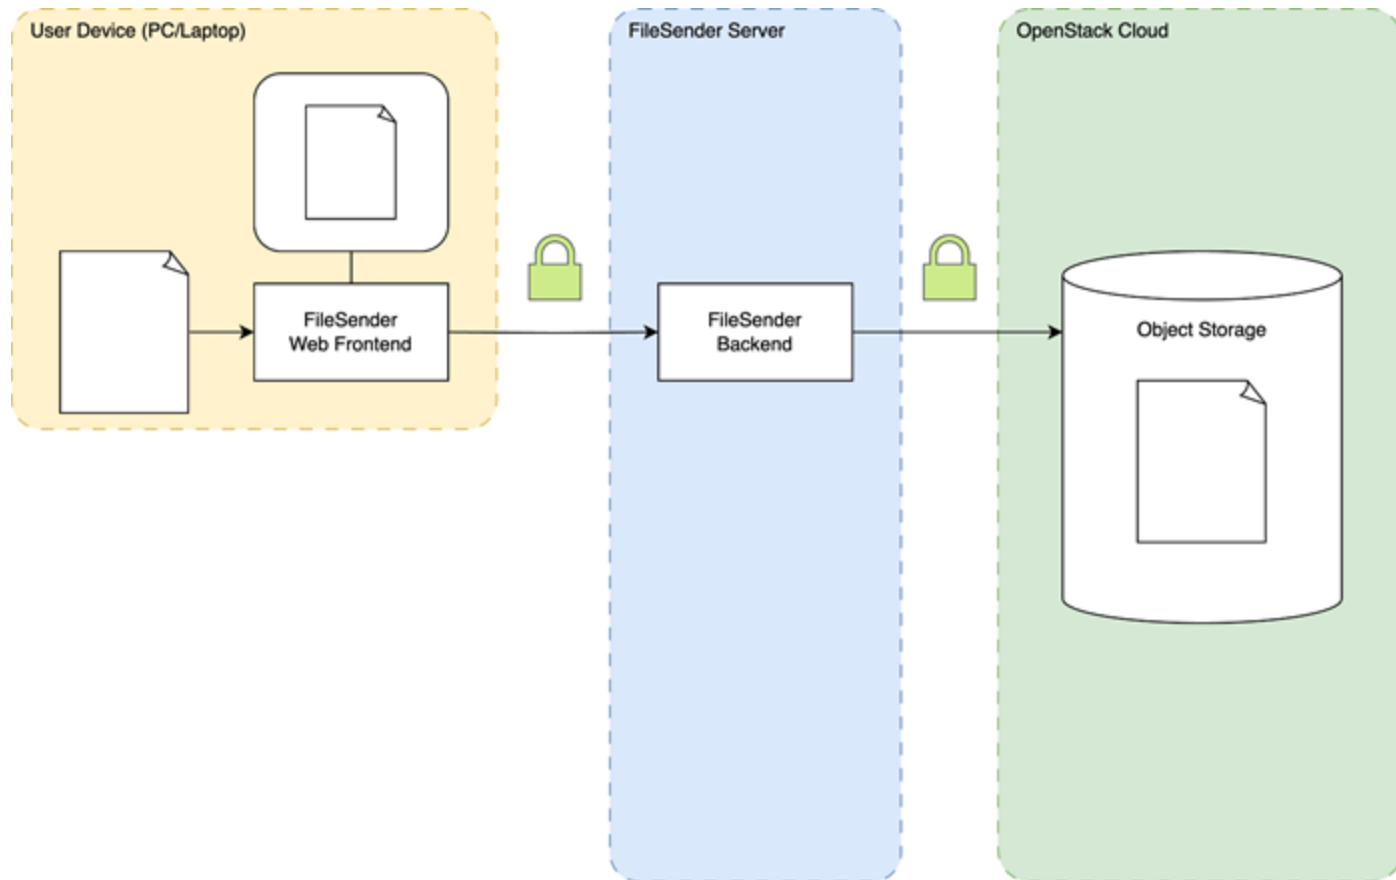 User Device (PC/Laptop)
FileSender Server
OpenStack Cloud
FileSender
Web Frontend
FileSender
Backend
Object Storage